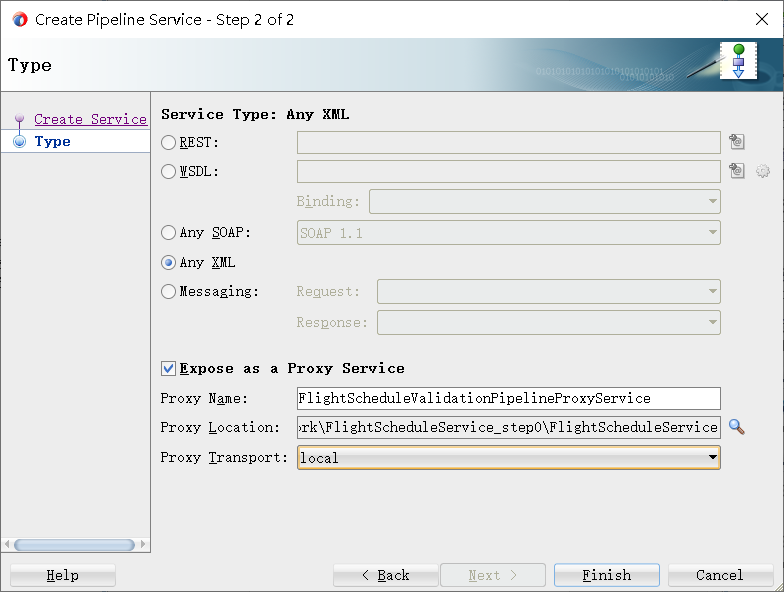 Create Pipeline Service - Step 2 of 2
Type
Create Service
Type
Service Type: Any XML
REST:
WSDL:
Binding:
Any SOAP:
SOAP 1.1
Any XML
Messaging:
Request:
Response:
Expose as a Proxy Service
Proxy Name:
FlightScheduleValidationPipelineProxyService
Proxy Location:
ork\FlightScheduleService_step0\FlightScheduleService
Proxy Transport:
local
Help
< Back
Next >
Finish
Cancel